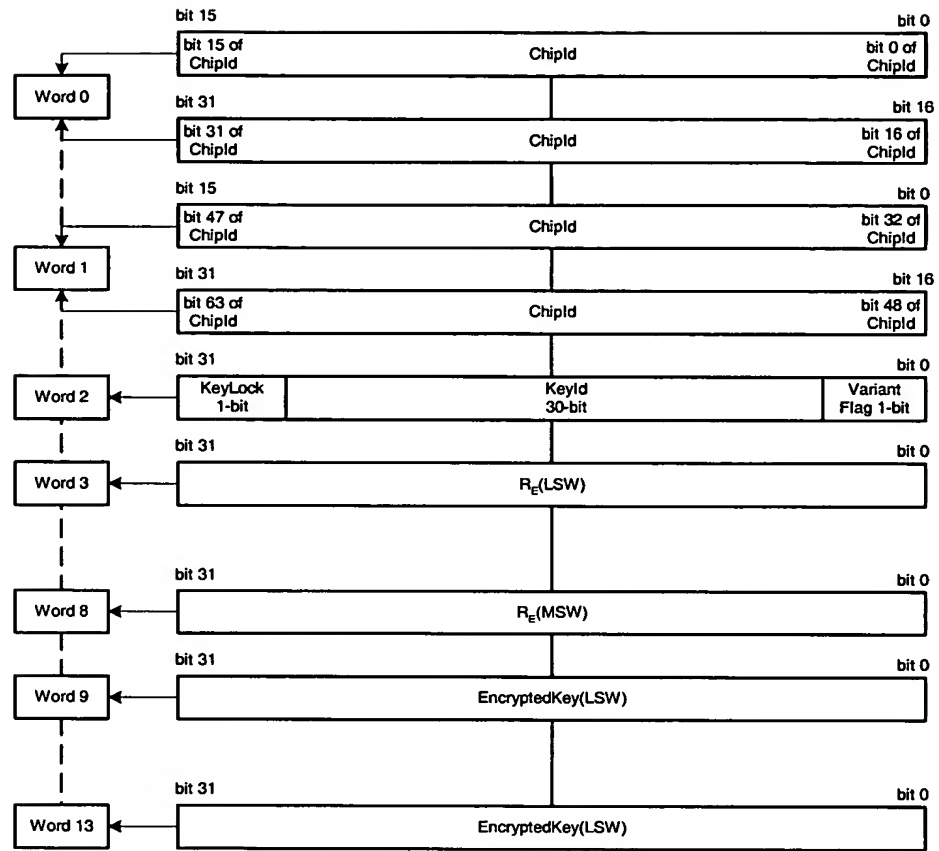 bit 15 bit 0
bit 15 of ChipId ChipId bit 0 of ChipId
Word 0
bit 31 bit 16
bit 31 of ChipId ChipId bit 16 of ChipId
bit 15 bit 0
bit 47 of ChipId ChipId bit 32 of ChipId
Word 1
bit 31 bit 16
bit 63 of ChipId ChipId bit 48 of ChipId
bit 31 bit 0
Word 2 KeyLock 1-bit KeyId 30-bit Variant Flag 1-bit
bit 31 bit 0
Word 3 R_E(LSW)
bit 31 bit 0
Word 8 R_E(MSW)
bit 31 bit 0
Word 9 EncryptedKey(LSW)
bit 31 bit 0
Word 13 EncryptedKey(LSW)